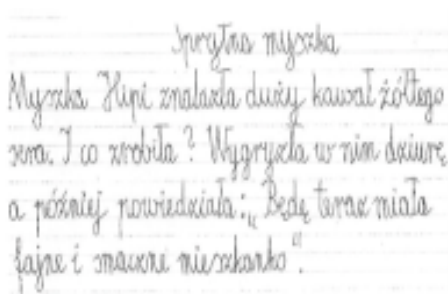 Sprytna myszka
Myszka Hipi znalazła duży kawał żółtego
sera. I co zrobiła? Wygryzła w nim dziurę,
a później powiedziała: „Będę teraz miała
fajne i smaczne mieszkanko".